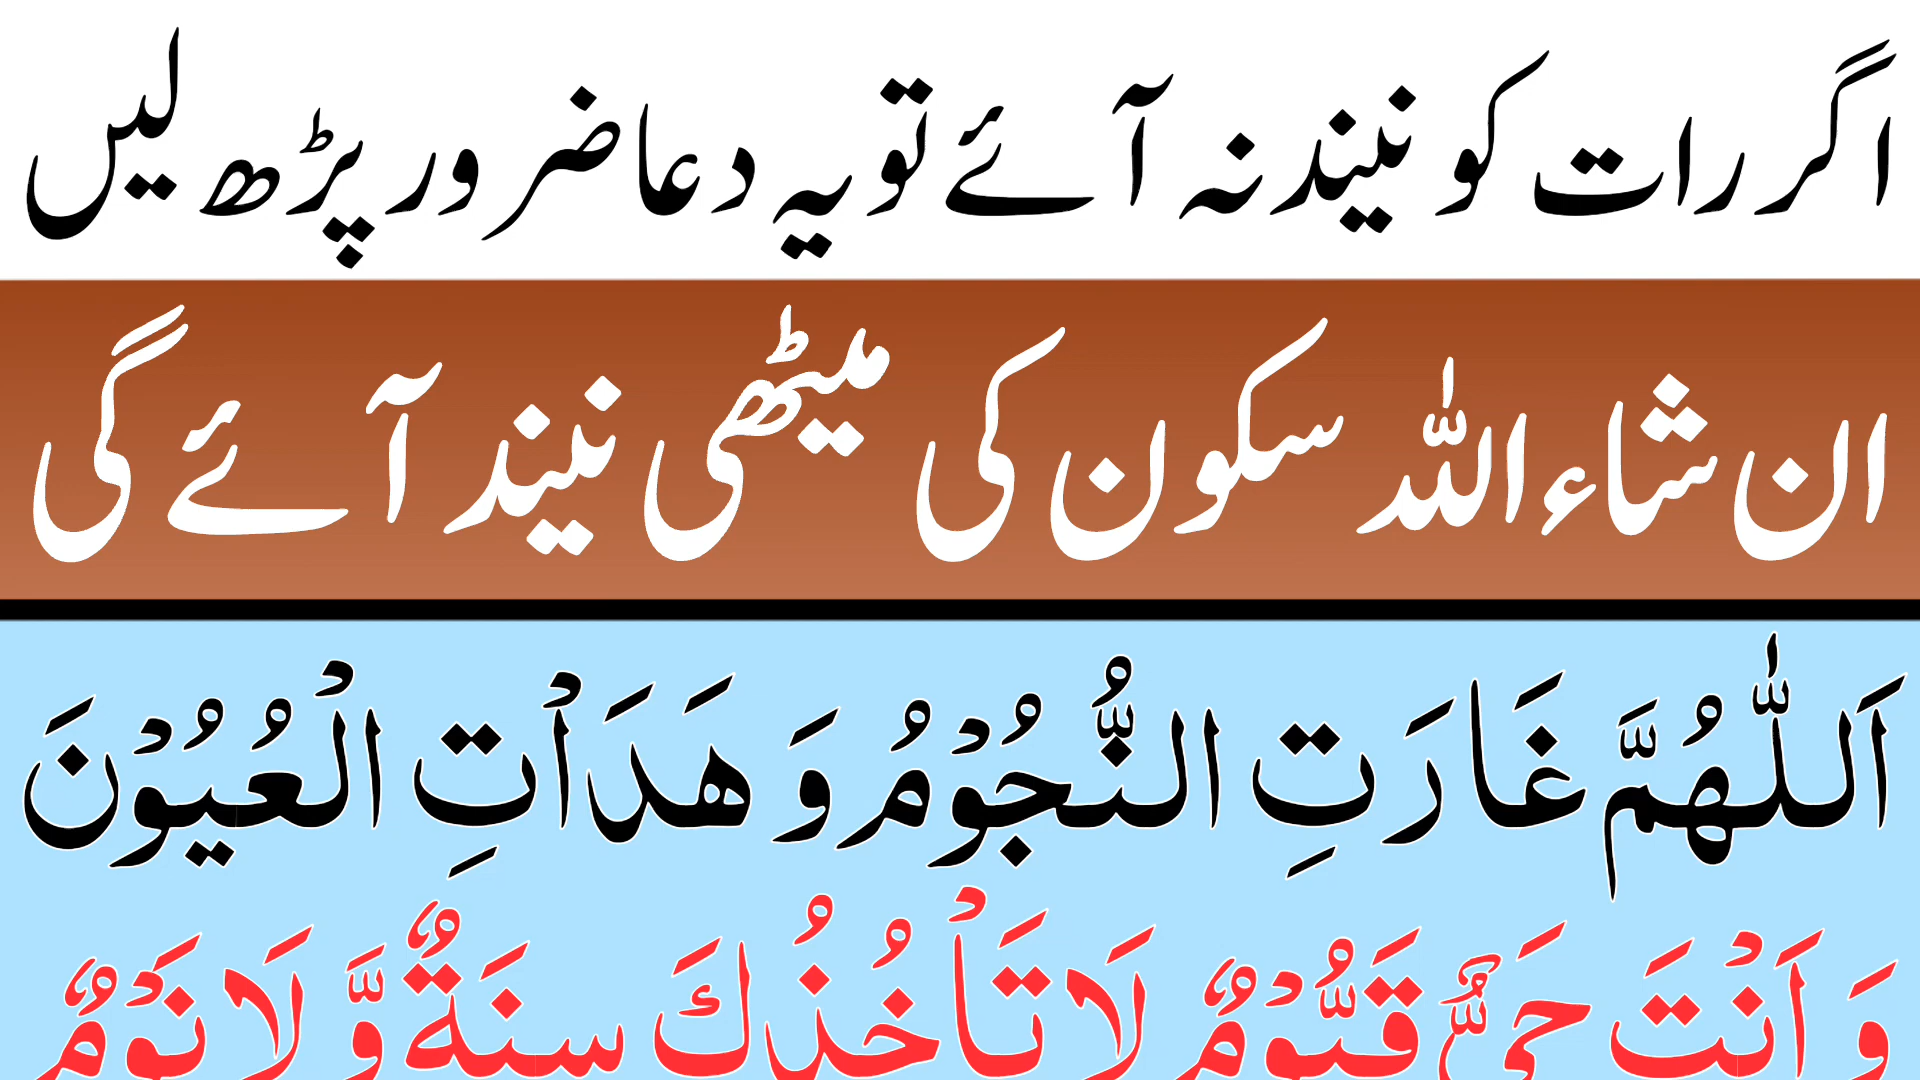 اگر رات کو نیند نہ آئے تو یہ دعا ضرور پڑھ لیں
ان شاء اللہ سکون کی میٹھی نیند آئے گی
اَللّٰهُمَّ غَارَتِ النُّجُوْمُ وَ هَدَاْتِ الْعُيُوْنَ
وَ اَنْتَ حَيٌّ قَيُّوْمٌ لَا تَاْخُذُكَ سِنَةٌ وَّلَا نَوْمٌ